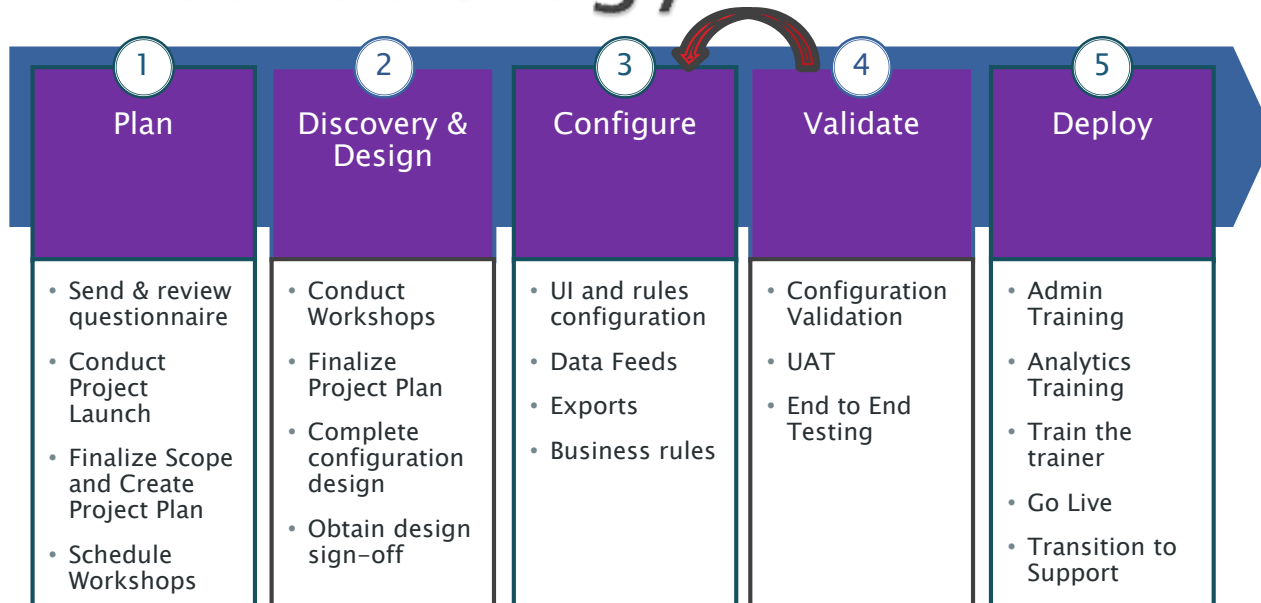 1
Plan
• Send & review
questionnaire
• Conduct
Project
Launch
• Finalize Scope
and Create
Project Plan
• Schedule
Workshops
2
Discovery &
Design
• Conduct
Workshops
• Finalize
Project Plan
• Complete
configuration
design
• Obtain design
sign-off
3
Configure
• UI and rules
configuration
• Data Feeds
• Exports
• Business rules
4
Validate
• Configuration
Validation
• UAT
• End to End
Testing
5
Deploy
• Admin
Training
• Analytics
Training
• Train the
trainer
• Go Live
• Transition to
Support